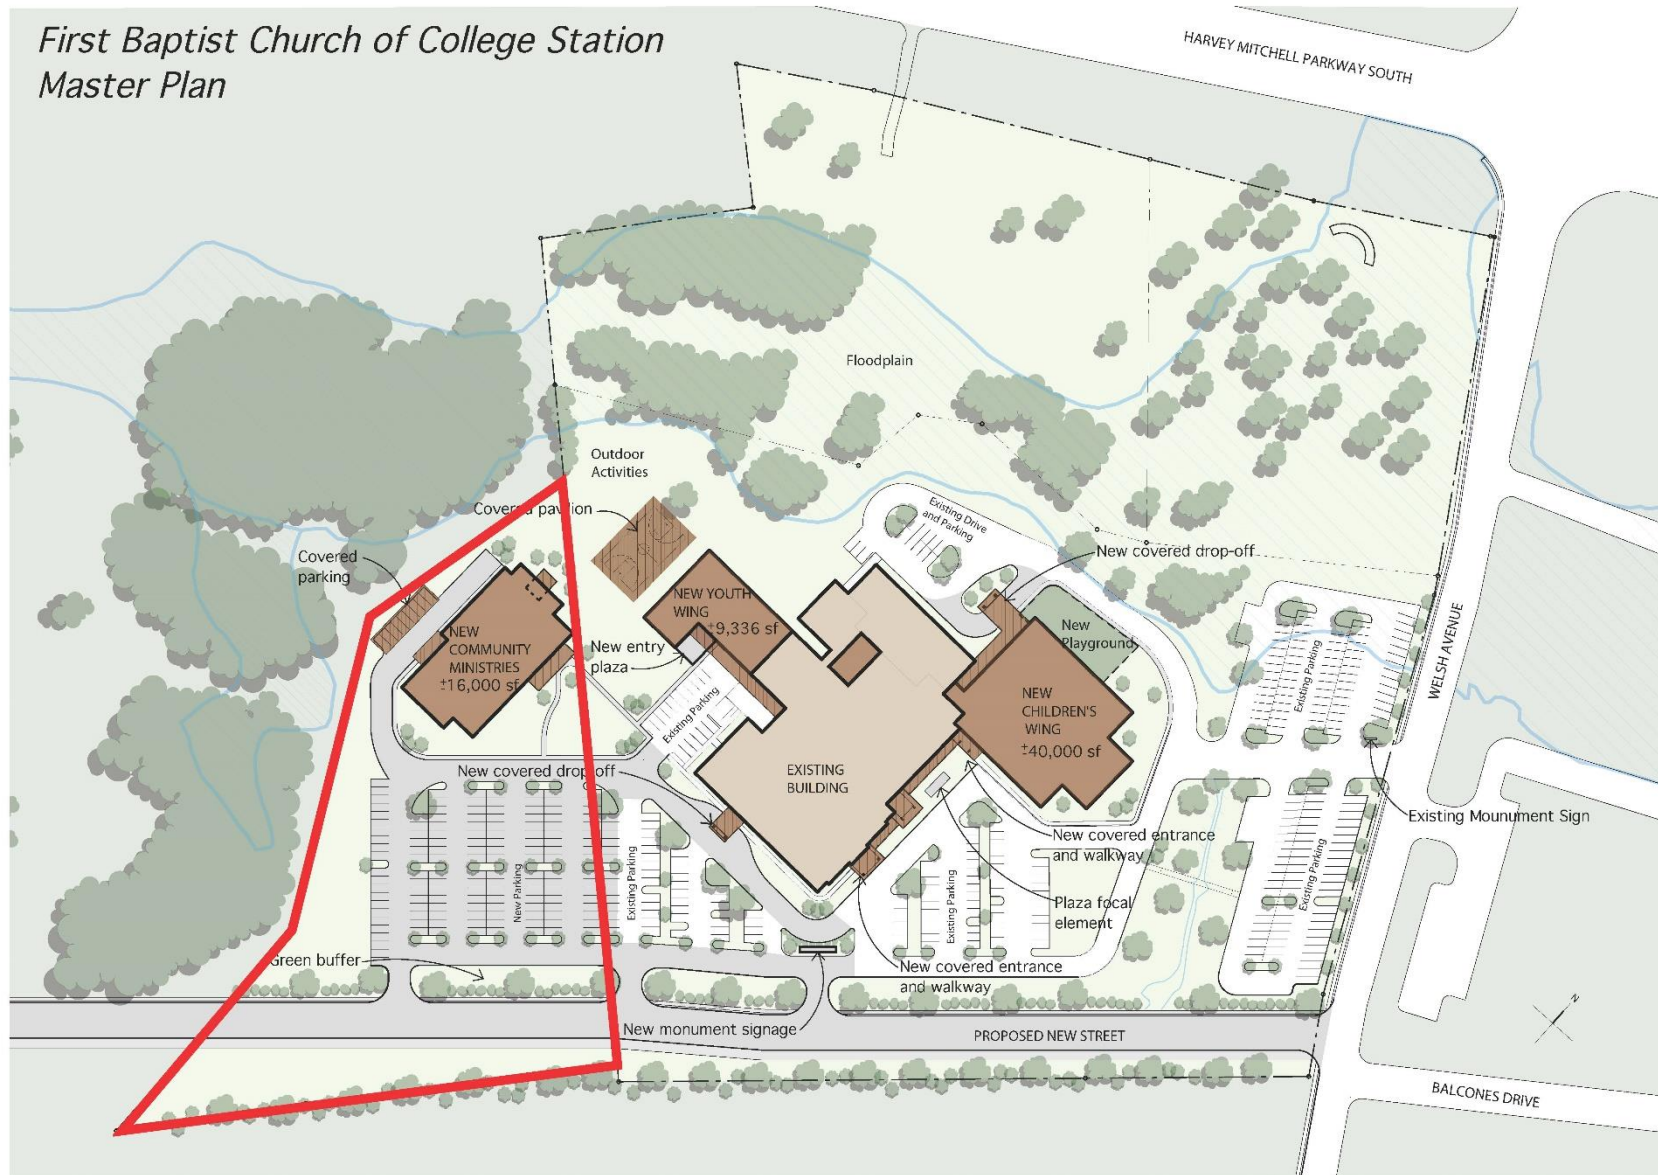 First Baptist Church of College Station
Master Plan
HARVEY MITCHELL PARKWAY SOUTH
Floodplain
Outdoor
Activities
Covered pavilion
Existing Drive
and Parking
New covered drop-off
Covered
parking
NEW YOUTH
WING
±9,336 sf
New
Playground
NEW
COMMUNITY
MINISTRIES
±16,000 sf
New entry
plaza
WELSH AVENUE
Existing Parking
Existing Parking
NEW
CHILDREN'S
WING
±40,000 sf
New covered drop off
EXISTING
BUILDING
Existing Mounument Sign
New covered entrance
and walkway
New Parking
Existing Parking
Existing Parking
Existing Parking
Plaza focal
element
Green buffer
New covered entrance
and walkway
New monument signage
PROPOSED NEW STREET
N
BALCONES DRIVE